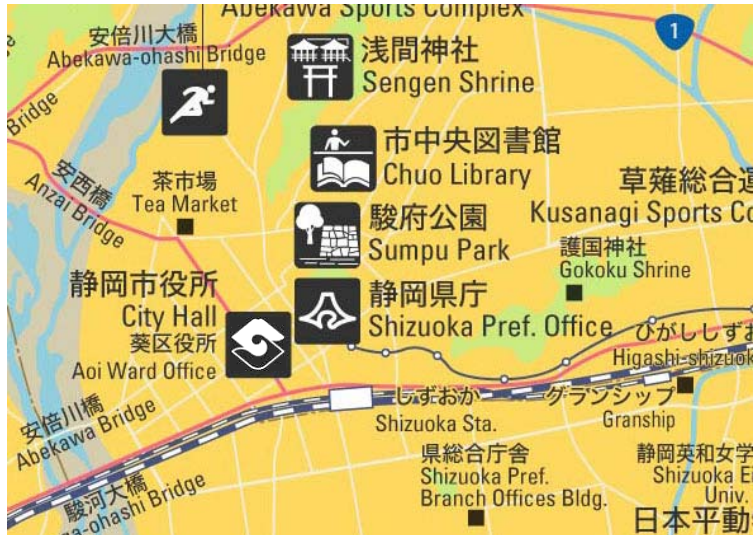 Abekawa Sports Complex
安倍川大橋
Abekawa-ohashi Bridge
1
浅間神社
Sengen Shrine
Bridge
市中央図書館
Chuo Library
安西橋
Anzai Bridge
茶市場
Tea Market
草薙総合運
Kusanagi Sports Co
駿府公園
Sumpu Park
護国神社
Gokoku Shrine
静岡市役所
City Hall
葵区役所
Aoi Ward Office
静岡県庁
Shizuoka Pref. Office
ひがししずお
Higashi-shizuok
しずおか
Shizuoka Sta.
グランシップ
Granship
安倍川橋
Abekawa Bridge
県総合庁舎
Shizuoka Pref.
Branch Offices Bldg.
静岡英和女学
Shizuoka Ei
Univ.
駿河大橋
a-ohashi Bridge
日本平動